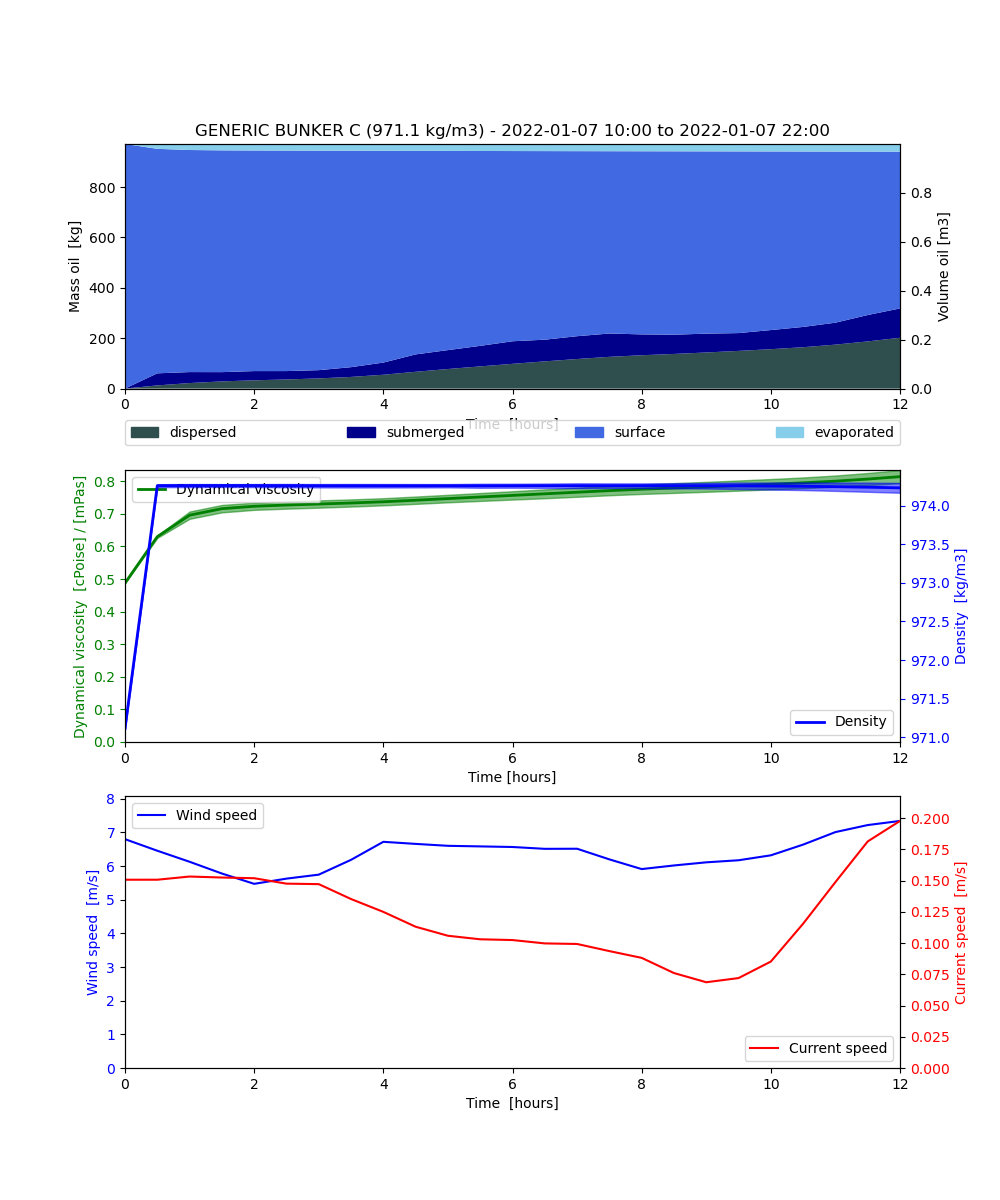 GENERIC BUNKER C (971.1 kg/m3) - 2022-01-07 10:00 to 2022-01-07 22:00
Mass oil [kg]
800
600
400
200
0
Volume oil [m3]
0.8
0.6
0.4
0.2
0.0
0 2 4 6 8 10 12
Time [hours]
dispersed submerged surface evaporated
Dynamical viscosity [cPoise] / [mPas]
0.8
0.7
0.6
0.5
0.4
0.3
0.2
0.1
0.0
Dynamical viscosity
Density [kg/m3]
974.0
973.5
973.0
972.5
972.0
971.5
971.0
Density
0 2 4 6 8 10 12
Time [hours]
Wind speed [m/s]
8
7
6
5
4
3
2
1
0
Wind speed
Current speed [m/s]
0.200
0.175
0.150
0.125
0.100
0.075
0.050
0.025
0.000
Current speed
0 2 4 6 8 10 12
Time [hours]